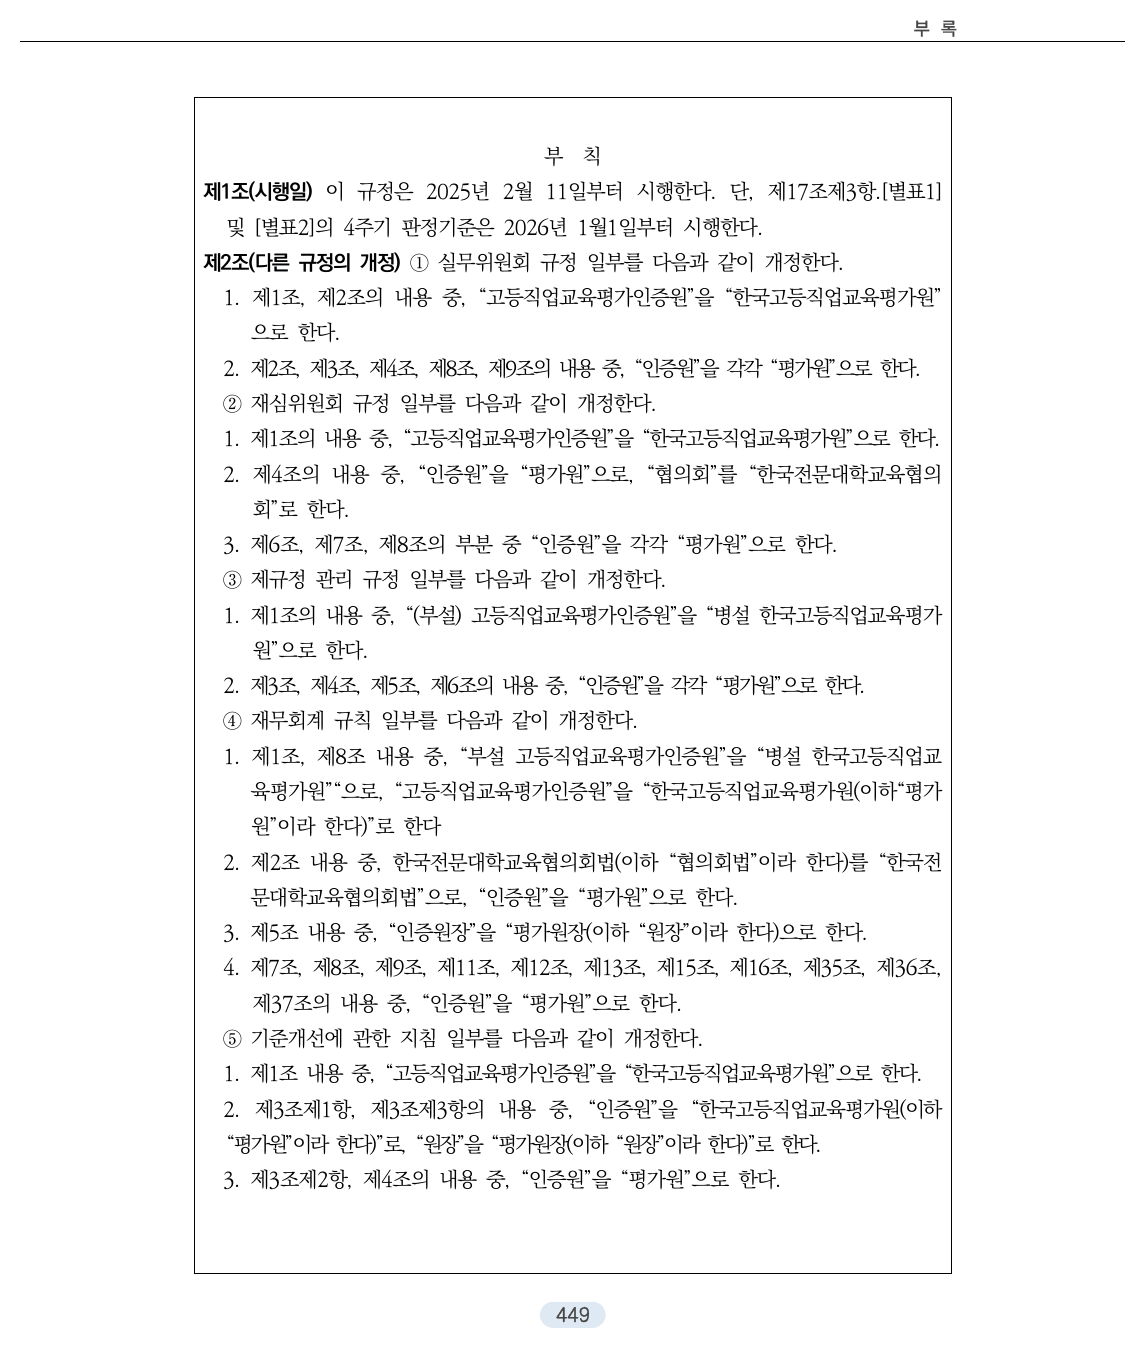 부 록
부 칙
제1조(시행일) 이 규정은 2025년 2월 11일부터 시행한다. 단, 제17조제3항.[별표1]
및 [별표2]의 4주기 판정기준은 2026년 1월1일부터 시행한다.
제2조(다른 규정의 개정) ① 실무위원회 규정 일부를 다음과 같이 개정한다.
1. 제1조, 제2조의 내용 중, “고등직업교육평가인증원”을 “한국고등직업교육평가원”
으로 한다.
2. 제2조, 제3조, 제4조, 제8조, 제9조의 내용 중, “인증원”을 각각 “평가원”으로 한다.
② 재심위원회 규정 일부를 다음과 같이 개정한다.
1. 제1조의 내용 중, “고등직업교육평가인증원”을 “한국고등직업교육평가원”으로 한다.
2. 제4조의 내용 중, “인증원”을 “평가원”으로, “협의회”를 “한국전문대학교육협의
회”로 한다.
3. 제6조, 제7조, 제8조의 부분 중 “인증원”을 각각 “평가원”으로 한다.
③ 제규정 관리 규정 일부를 다음과 같이 개정한다.
1. 제1조의 내용 중, “(부설) 고등직업교육평가인증원”을 “병설 한국고등직업교육평가
원”으로 한다.
2. 제3조, 제4조, 제5조, 제6조의 내용 중, “인증원”을 각각 “평가원”으로 한다.
④ 재무회계 규칙 일부를 다음과 같이 개정한다.
1. 제1조, 제8조 내용 중, “부설 고등직업교육평가인증원”을 “병설 한국고등직업교
육평가원”“으로, “고등직업교육평가인증원”을 “한국고등직업교육평가원(이하“평가
원”이라 한다)”로 한다
2. 제2조 내용 중, 한국전문대학교육협의회법(이하 “협의회법”이라 한다)를 “한국전
문대학교육협의회법”으로, “인증원”을 “평가원”으로 한다.
3. 제5조 내용 중, “인증원장”을 “평가원장(이하 “원장”이라 한다)으로 한다.
4. 제7조, 제8조, 제9조, 제11조, 제12조, 제13조, 제15조, 제16조, 제35조, 제36조,
제37조의 내용 중, “인증원”을 “평가원”으로 한다.
⑤ 기준개선에 관한 지침 일부를 다음과 같이 개정한다.
1. 제1조 내용 중, “고등직업교육평가인증원”을 “한국고등직업교육평가원”으로 한다.
2. 제3조제1항, 제3조제3항의 내용 중, “인증원”을 “한국고등직업교육평가원(이하
“평가원”이라 한다)”로, “원장”을 “평가원장(이하 “원장”이라 한다)”로 한다.
3. 제3조제2항, 제4조의 내용 중, “인증원”을 “평가원”으로 한다.
449